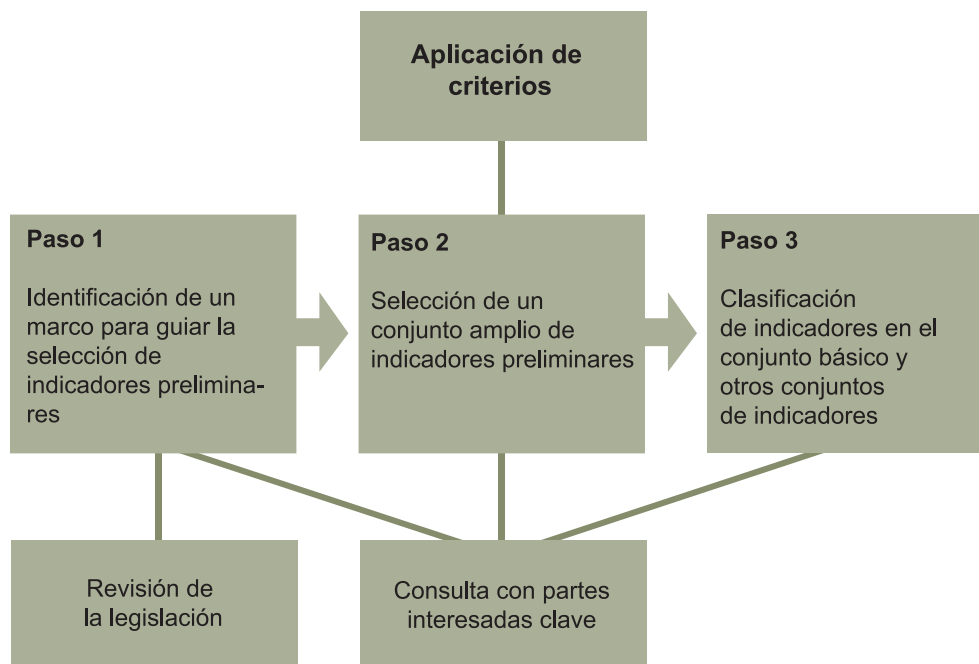 Aplicación de
criterios
Paso 1
Identificación de un
marco para guiar la
selección de
indicadores prelimina-
res
Paso 2
Selección de un
conjunto amplio de
indicadores preliminares
Paso 3
Clasificación
de indicadores en el
conjunto básico y
otros conjuntos
de indicadores
Revisión de
la legislación
Consulta con partes
interesadas clave